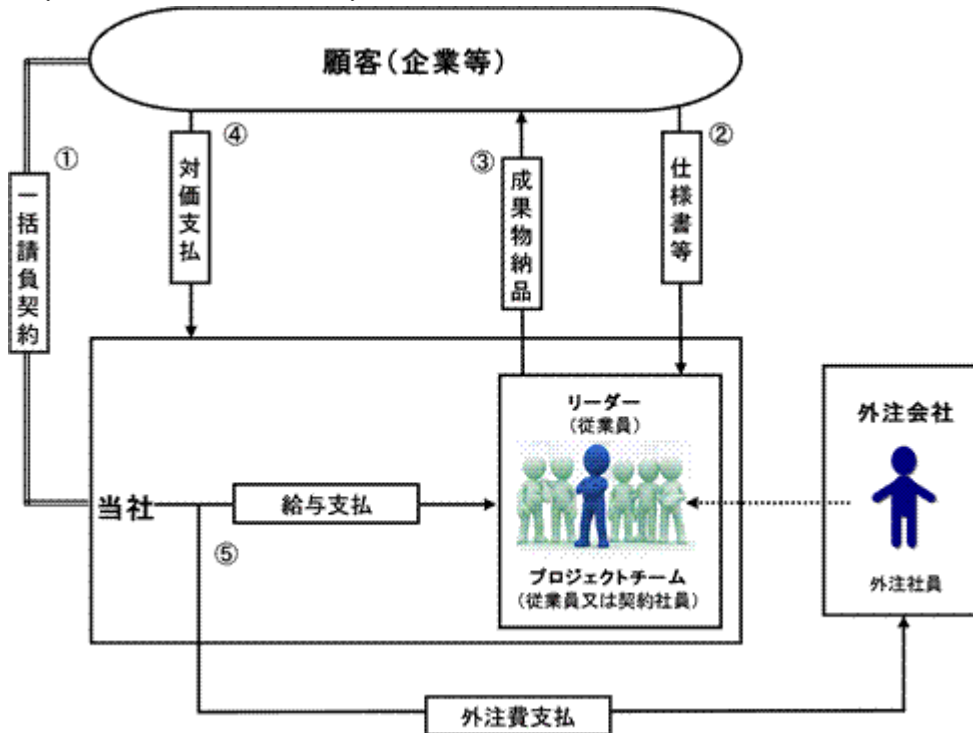 顧客(企業等)
①
一括請負契約
④
対価支払
③
成果物納品
②
仕様書等
リーダー
(従業員)
プロジェクトチーム
(従業員又は契約社員)
当社
給与支払
⑤
外注会社
外注社員
外注費支払